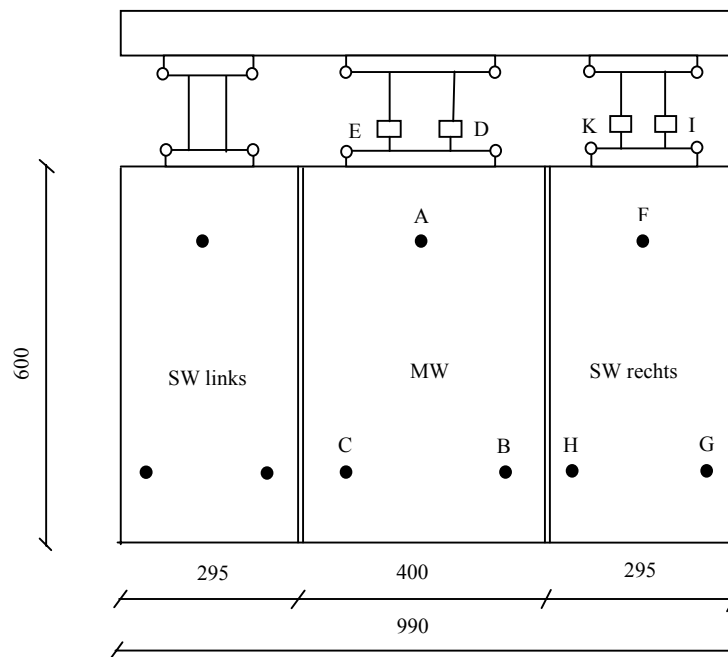 E D K I
A F
600
SW links MW SW rechts
C B H G
295 400 295
990